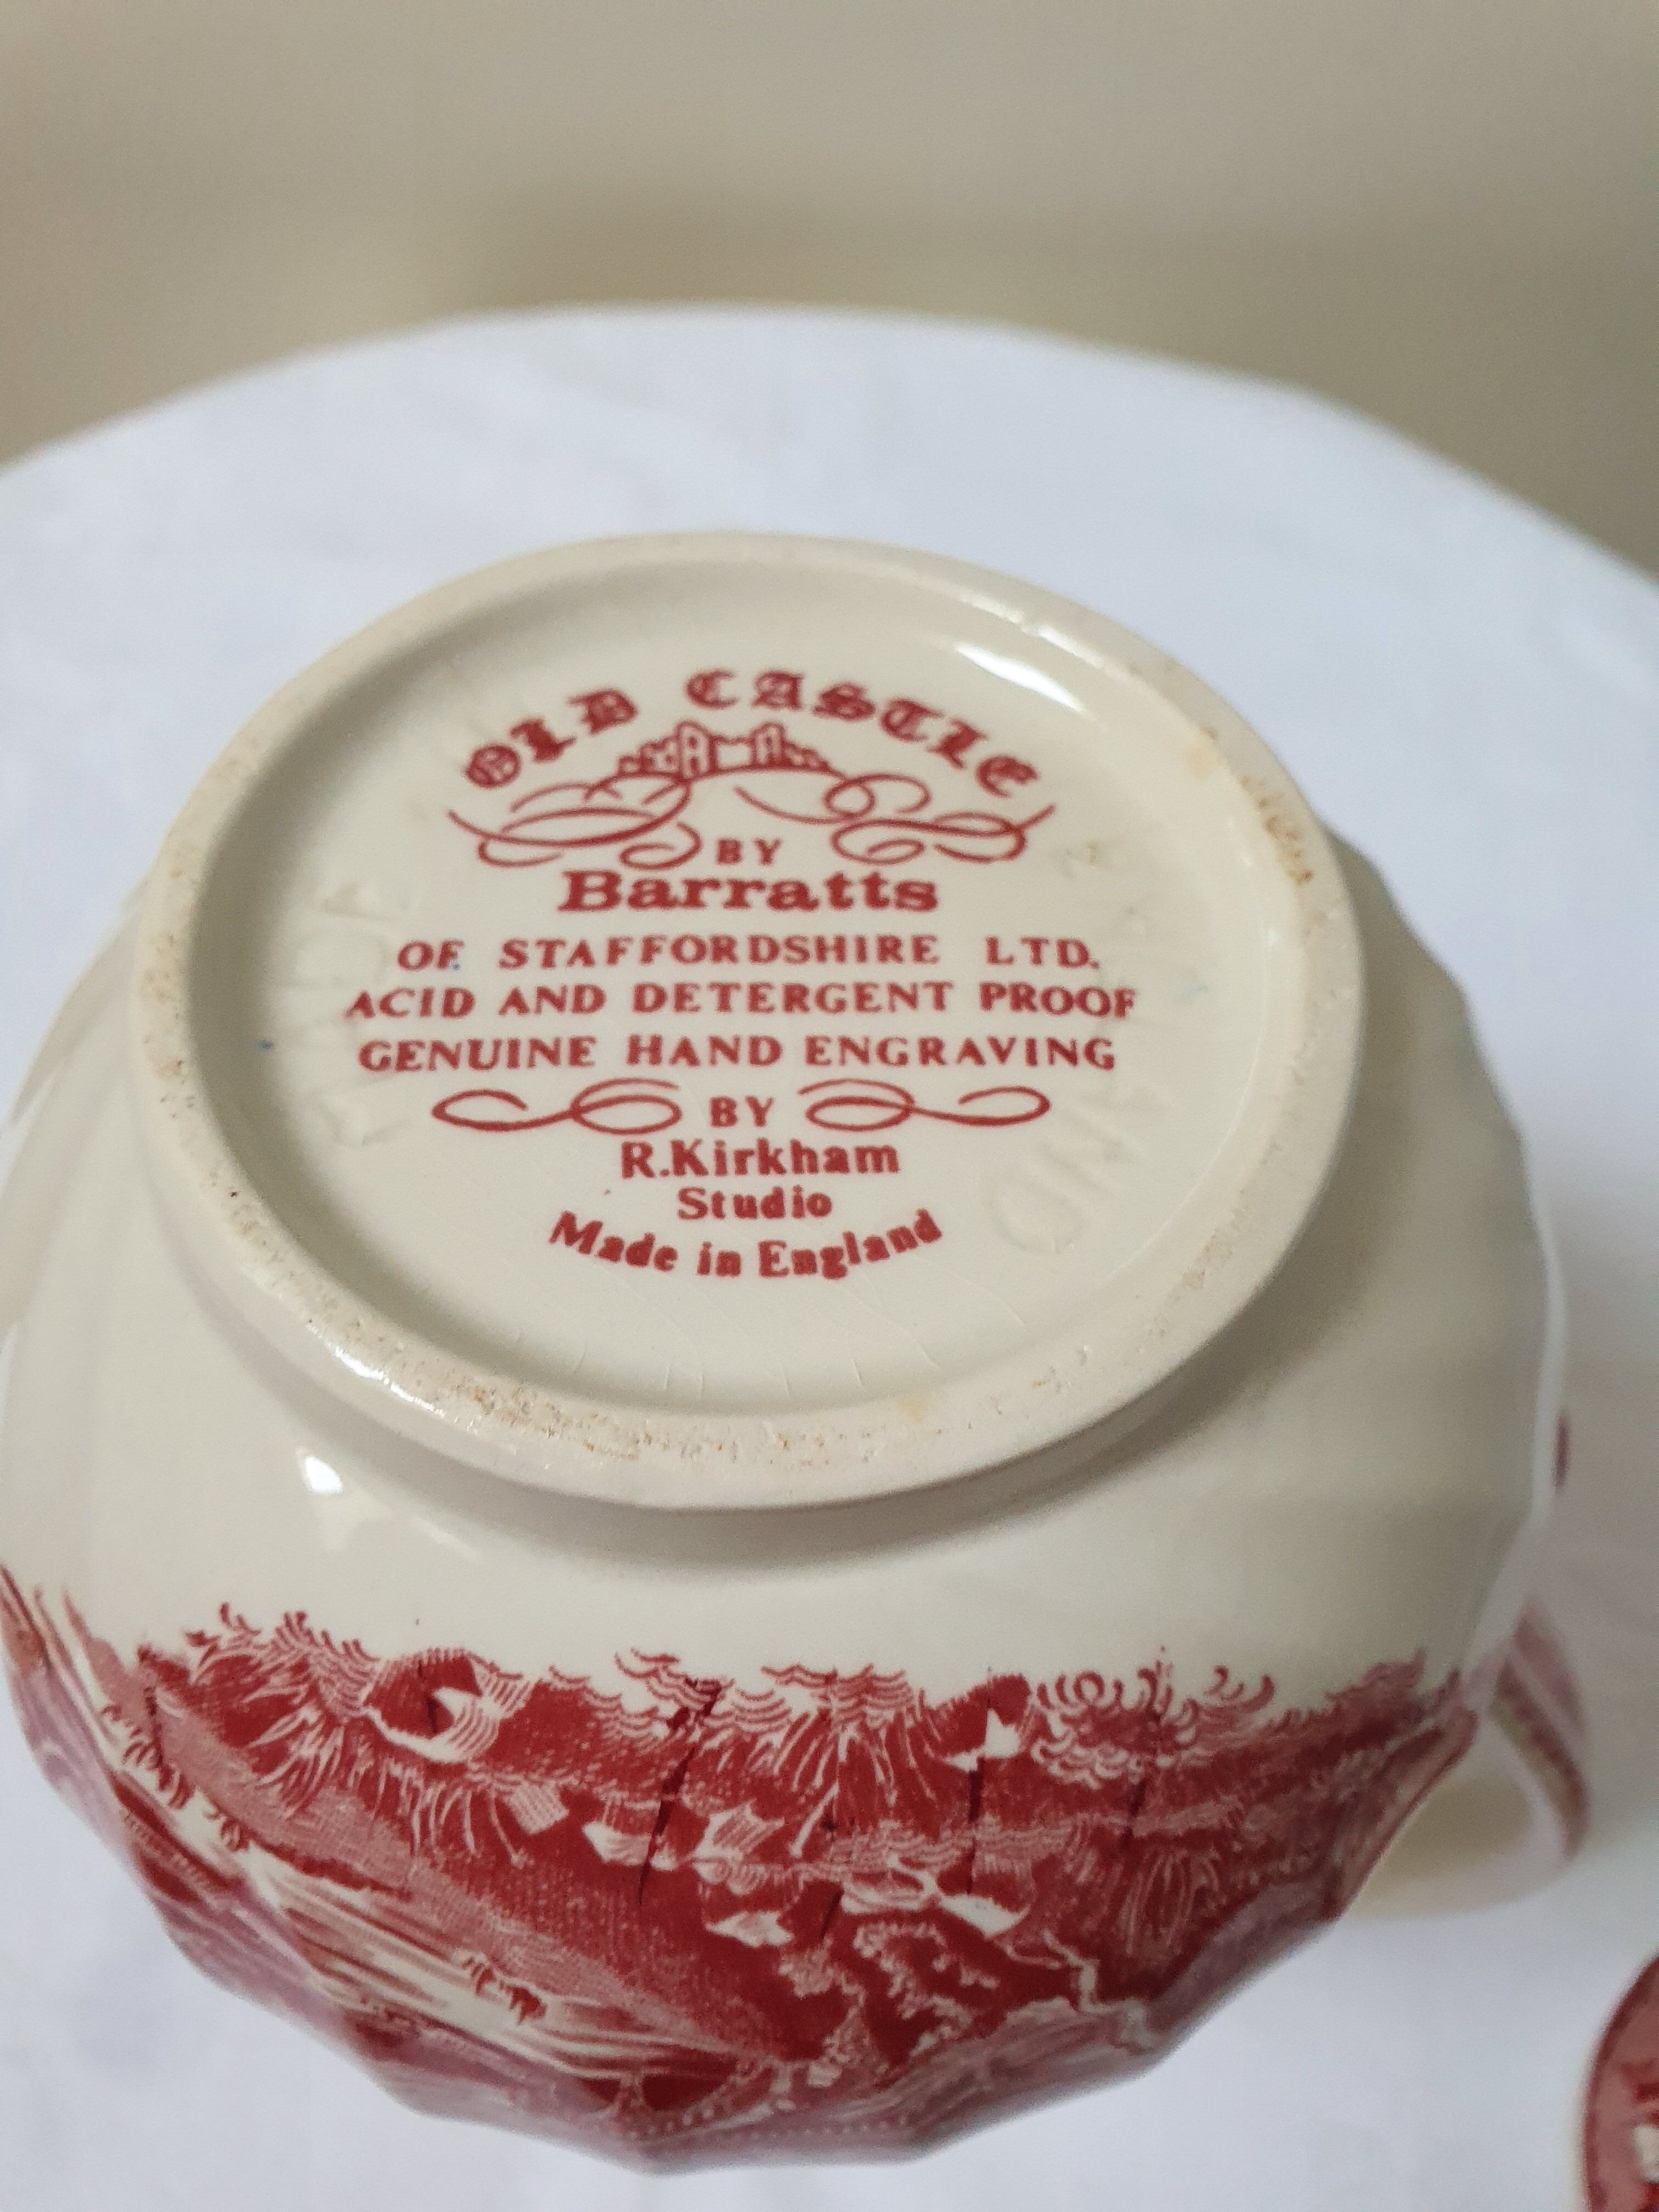 OLD CASTLE
BY
Barratts
OF STAFFORDSHIRE LTD.
ACID AND DETERGENT PROOF
GENUINE HAND ENGRAVING
BY
R.Kirkham
Studio
Made in England